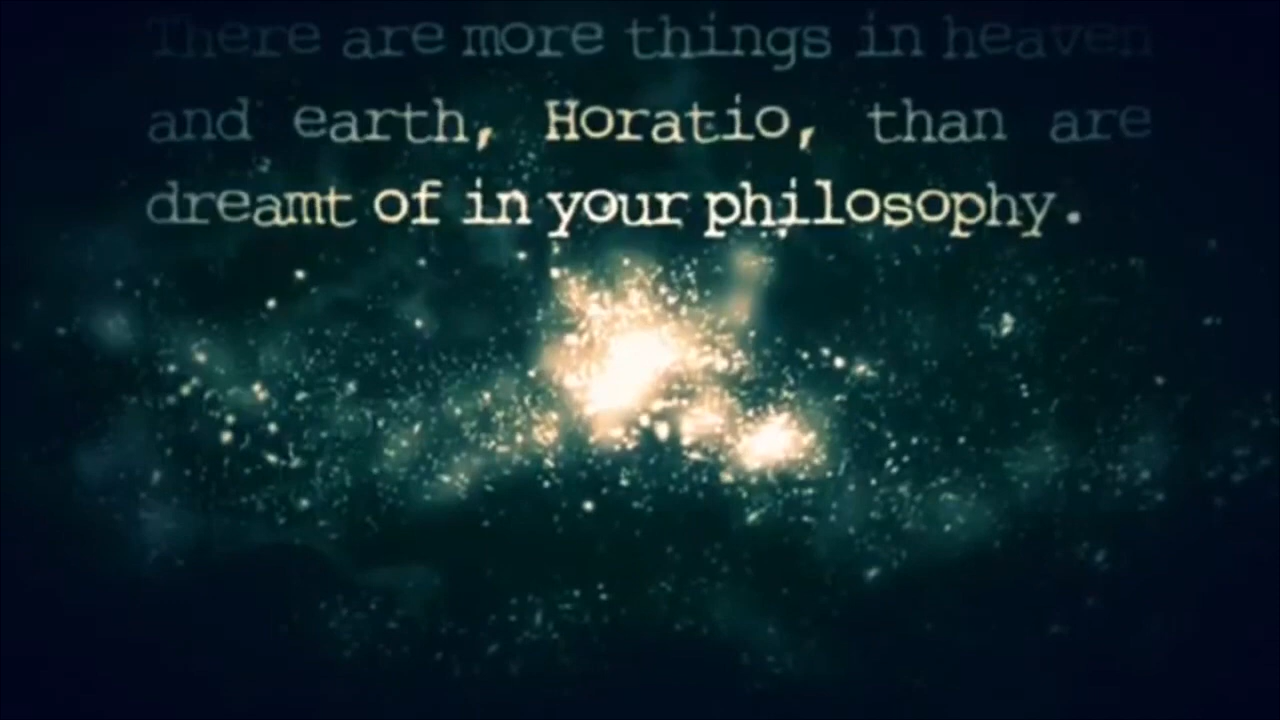 There are more things in heaven
and earth, Horatio, than are
dreamt of in your philosophy.